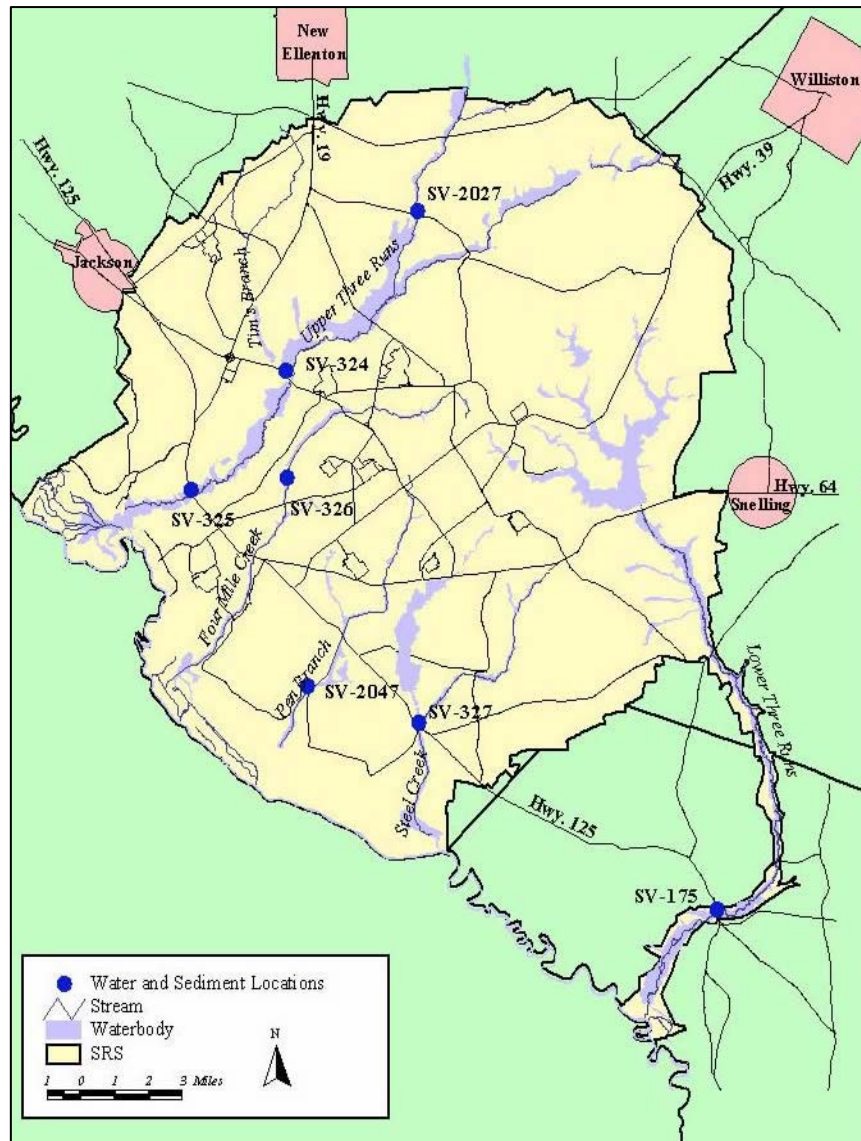 New
Ellenton
Williston
Hwy. 19
Hwy. 125
Hwy. 39
SV-2027
Jackson
Tim's Branch
Upper Three Runs
SV-324
Hwy. 64
Snelling
SV-325
SV-326
Four Mile Creek
Pen Branch
SV-2047
SV-327
Lower Three Runs
Steel Creek
Hwy. 125
SV-175
Water and Sediment Locations
Stream
Waterbody
SRS
N
1 0 1 2 3 Miles